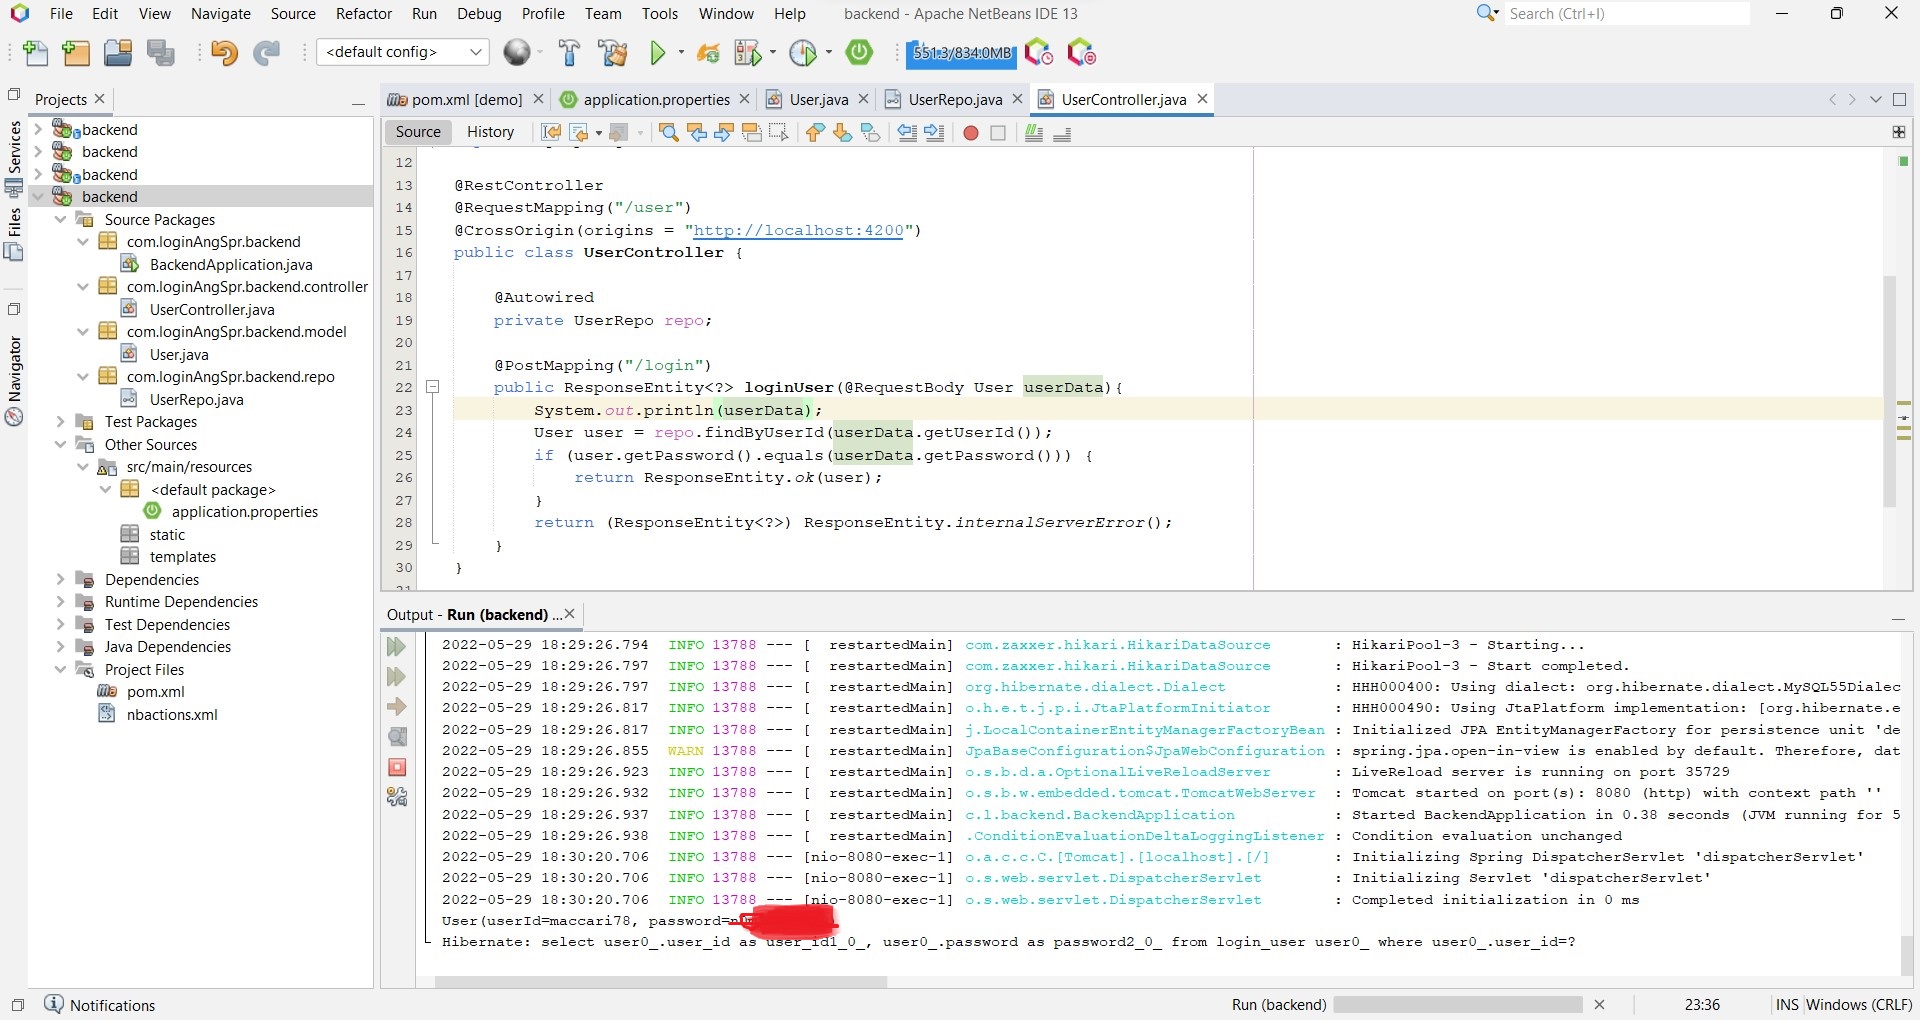 File Edit View Navigate Source Refactor Run Debug Profile Team Tools Window Help backend - Apache NetBeans IDE 13 Search (Ctrl+I)
<default config> 551.3/834.0MB
Services
Files
Navigator
Projects
backend
backend
backend
backend
Source Packages
com.loginAngSpr.backend
BackendApplication.java
com.loginAngSpr.backend.controller
UserController.java
com.loginAngSpr.backend.model
User.java
com.loginAngSpr.backend.repo
UserRepo.java
Test Packages
Other Sources
src/main/resources
<default package>
application.properties
static
templates
Dependencies
Runtime Dependencies
Test Dependencies
Java Dependencies
Project Files
pom.xml
nbactions.xml
pom.xml [demo] application.properties User.java UserRepo.java UserController.java
Source History
12
13 @RestController
14 @RequestMapping("/user")
15 @CrossOrigin(origins = "http://localhost:4200")
16 public class UserController {
17
18 @Autowired
19 private UserRepo repo;
20
21 @PostMapping("/login")
22 public ResponseEntity<?> loginUser(@RequestBody User userData){
23 System.out.println(userData);
24 User user = repo.findByUserId(userData.getUserId());
25 if (user.getPassword().equals(userData.getPassword())) {
26 return ResponseEntity.ok(user);
27 }
28 return (ResponseEntity<?>) ResponseEntity.internalServerError();
29 }
30 }
Output - Run (backend) ...
2022-05-29 18:29:26.794 INFO 13788 --- [ restartedMain] com.zaxxer.hikari.HikariDataSource : HikariPool-3 - Starting...
2022-05-29 18:29:26.797 INFO 13788 --- [ restartedMain] com.zaxxer.hikari.HikariDataSource : HikariPool-3 - Start completed.
2022-05-29 18:29:26.797 INFO 13788 --- [ restartedMain] org.hibernate.dialect.Dialect : HHH000400: Using dialect: org.hibernate.dialect.MySQL55Dialec
2022-05-29 18:29:26.817 INFO 13788 --- [ restartedMain] o.h.e.t.j.p.i.JtaPlatformInitiator : HHH000490: Using JtaPlatform implementation: [org.hibernate.e
2022-05-29 18:29:26.817 INFO 13788 --- [ restartedMain] j.LocalContainerEntityManagerFactoryBean : Initialized JPA EntityManagerFactory for persistence unit 'de
2022-05-29 18:29:26.855 WARN 13788 --- [ restartedMain] JpaBaseConfiguration$JpaWebConfiguration : spring.jpa.open-in-view is enabled by default. Therefore, dat
2022-05-29 18:29:26.923 INFO 13788 --- [ restartedMain] o.s.b.d.a.OptionalLiveReloadServer : LiveReload server is running on port 35729
2022-05-29 18:29:26.932 INFO 13788 --- [ restartedMain] o.s.b.w.embedded.tomcat.TomcatWebServer : Tomcat started on port(s): 8080 (http) with context path ''
2022-05-29 18:29:26.937 INFO 13788 --- [ restartedMain] c.l.backend.BackendApplication : Started BackendApplication in 0.38 seconds (JVM running for 5
2022-05-29 18:29:26.938 INFO 13788 --- [ restartedMain] .ConditionEvaluationDeltaLoggingListener : Condition evaluation unchanged
2022-05-29 18:30:20.706 INFO 13788 --- [nio-8080-exec-1] o.a.c.c.C.[Tomcat].[localhost].[/] : Initializing Spring DispatcherServlet 'dispatcherServlet'
2022-05-29 18:30:20.706 INFO 13788 --- [nio-8080-exec-1] o.s.web.servlet.DispatcherServlet : Initializing Servlet 'dispatcherServlet'
2022-05-29 18:30:20.706 INFO 13788 --- [nio-8080-exec-1] o.s.web.servlet.DispatcherServlet : Completed initialization in 0 ms
User(userId=maccari78, password=
Hibernate: select user0_.user_id as user_id1_0_, user0_.password as password2_0_ from login_user user0_ where user0_.user_id=?
Notifications Run (backend) 23:36 INS Windows (CRLF)